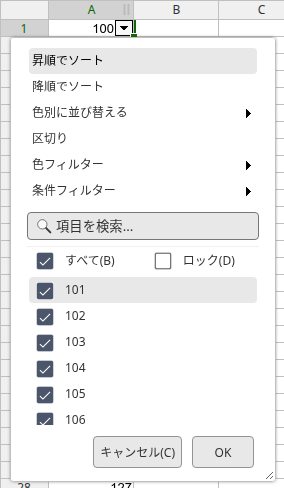 A B C
1 100
昇順でソート
降順でソート
色別に並び替える
区切り
色フィルター
条件フィルター
項目を検索...
すべて(B) ロック(D)
101
102
103
104
105
106
キャンセル(C) OK
28 127